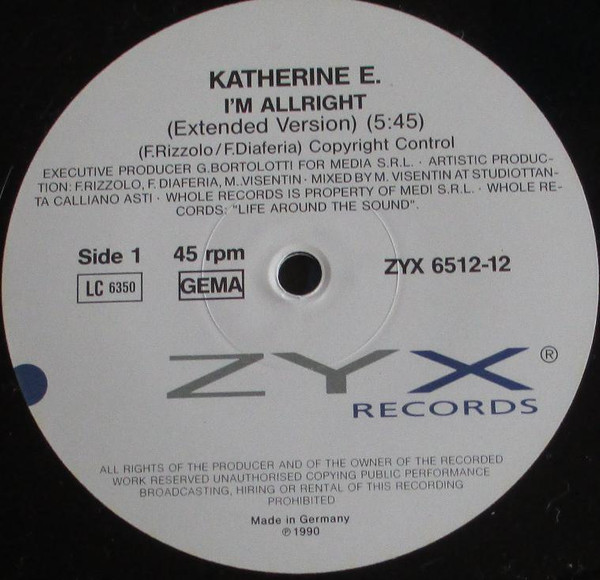 KATHERINE E.
I'M ALLRIGHT
(Extended Version) (5:45)
(F.Rizzolo/F.Diaferia) Copyright Control
EXECUTIVE PRODUCER G.BORTOLOTTI FOR MEDIA S.R.L. · ARTISTIC PRODUC-
TION: F.RIZZOLO, F. DIAFERIA, M..VISENTIN · MIXED BY M. VISENTIN AT STUDIOTTAN-
TA CALLIANO ASTI · WHOLE RECORDS IS PROPERTY OF MEDI S.R.L. · WHOLE RE-
CORDS: "LIFE AROUND THE SOUND".
Side 1 45 rpm ZYX 6512-12
LC 6350 GEMA
ZYX ®
RECORDS
ALL RIGHTS OF THE PRODUCER AND OF THE OWNER OF THE RECORDED
WORK RESERVED UNAUTHORISED COPYING PUBLIC PERFORMANCE
BROADCASTING, HIRING OR RENTAL OF THIS RECORDING
PROHIBITED
Made in Germany
℗ 1990